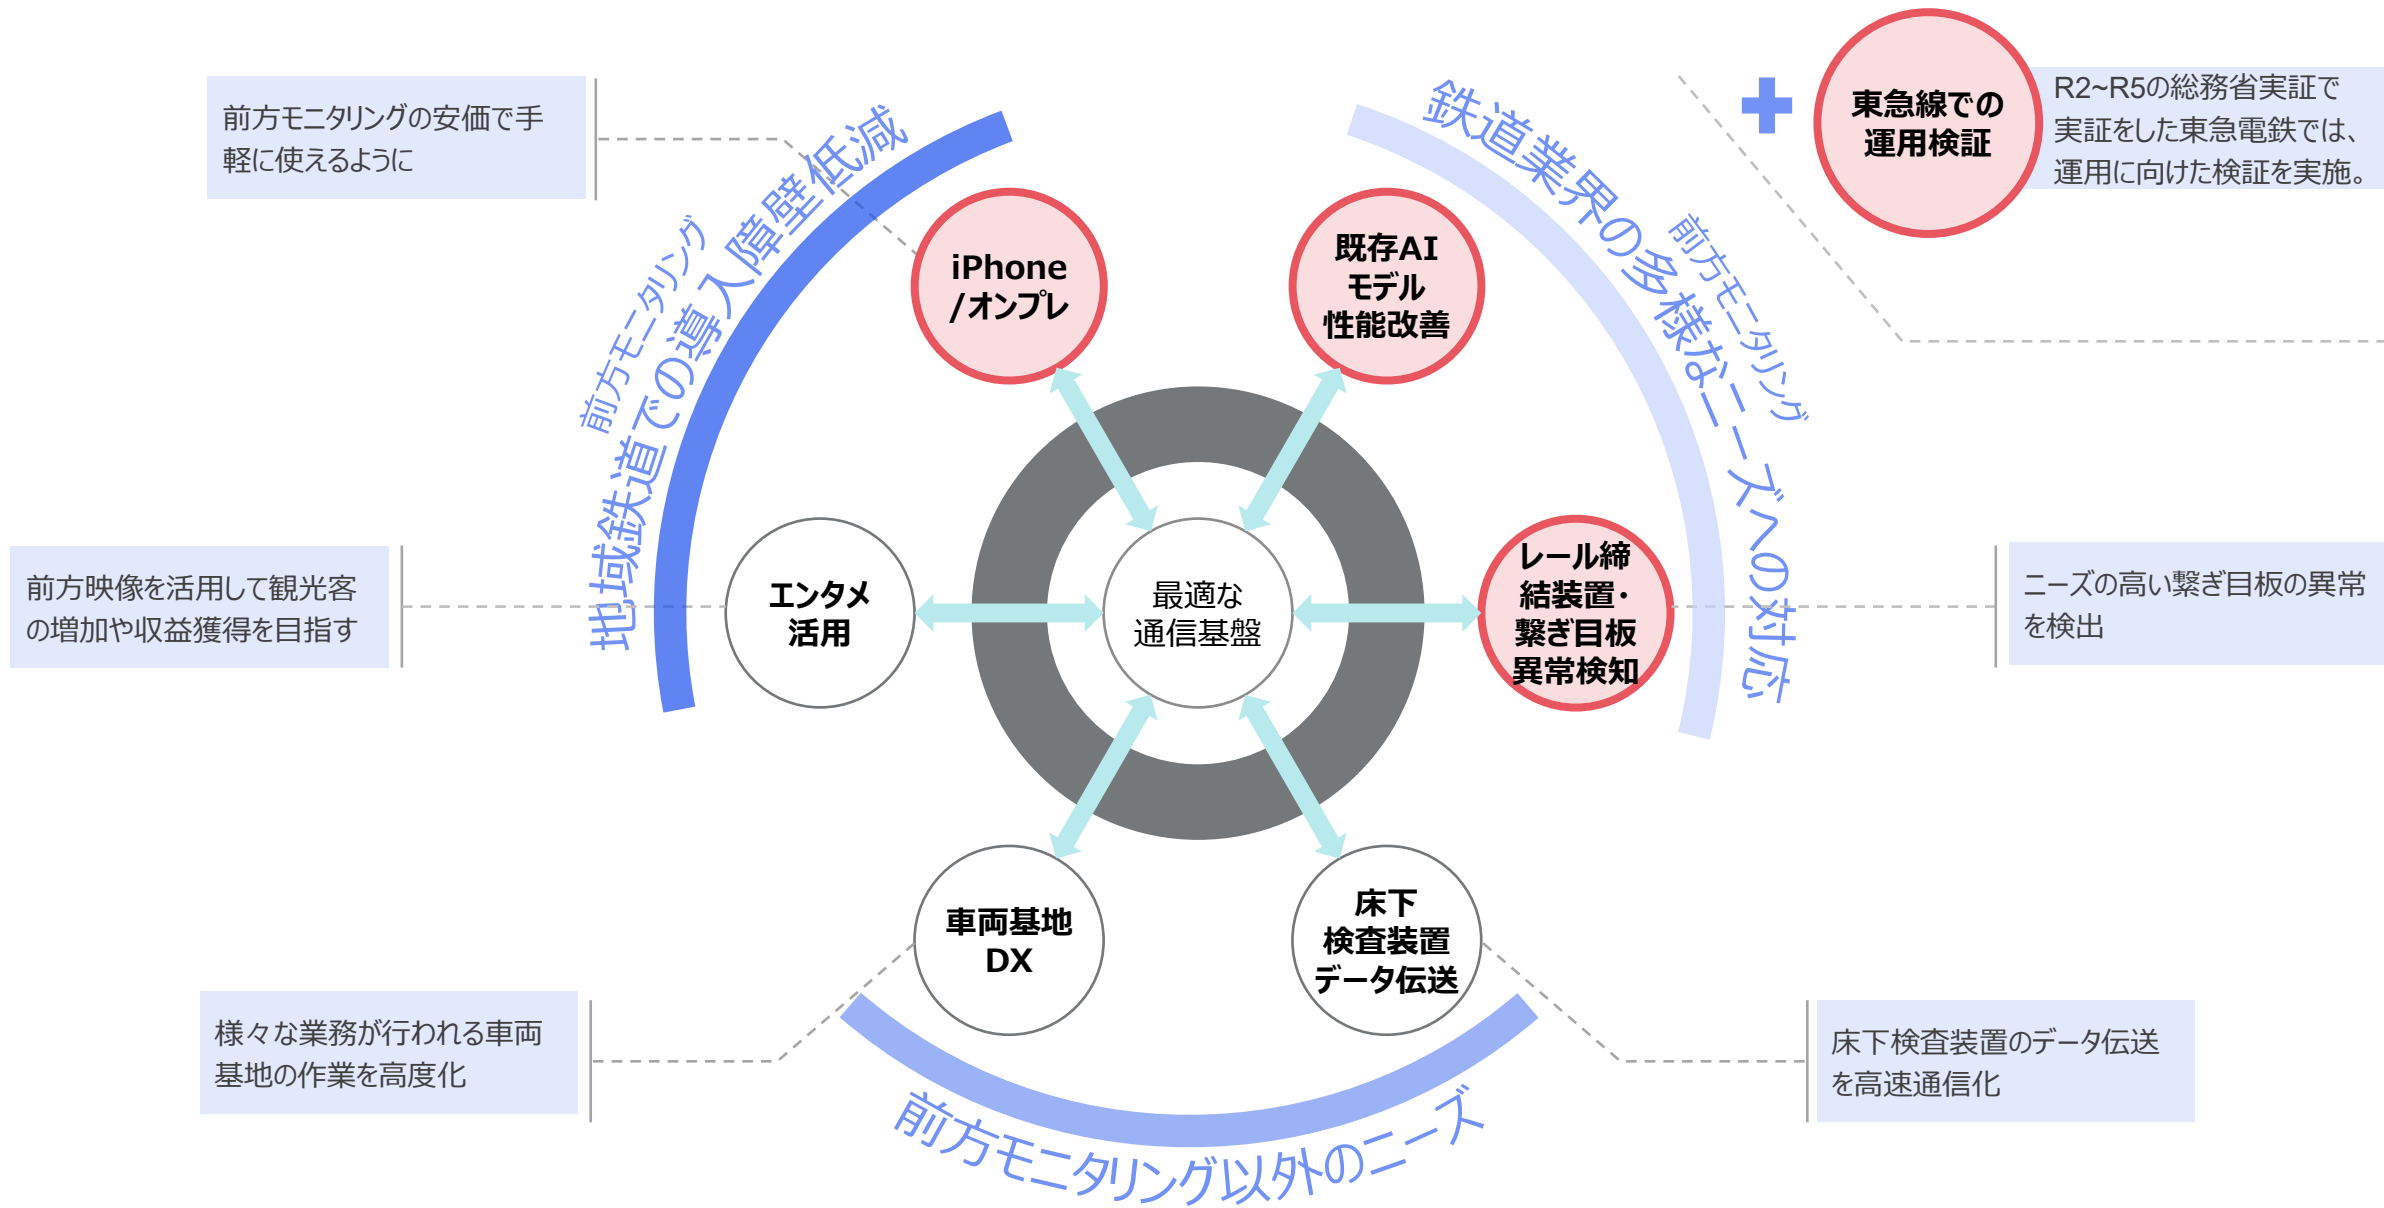 前方モニタリングの安価で手
軽に使えるように
前方モニタリング
地域鉄道での導入障壁低減
iPhone
/オンプレ
既存AI
モデル
性能改善
鉄道業界の多様なニーズへの対応
前方モニタリング
東急線での
運用検証
R2~R5の総務省実証で
実証をした東急電鉄では、
運用に向けた検証を実施。
前方映像を活用して観光客
の増加や収益獲得を目指す
エンタメ
活用
最適な
通信基盤
レール締
結装置・
繋ぎ目板
異常検知
ニーズの高い繋ぎ目板の異常
を検出
車両基地
DX
床下
検査装置
データ伝送
様々な業務が行われる車両
基地の作業を高度化
床下検査装置のデータ伝送
を高速通信化
前方モニタリング以外のニーズ